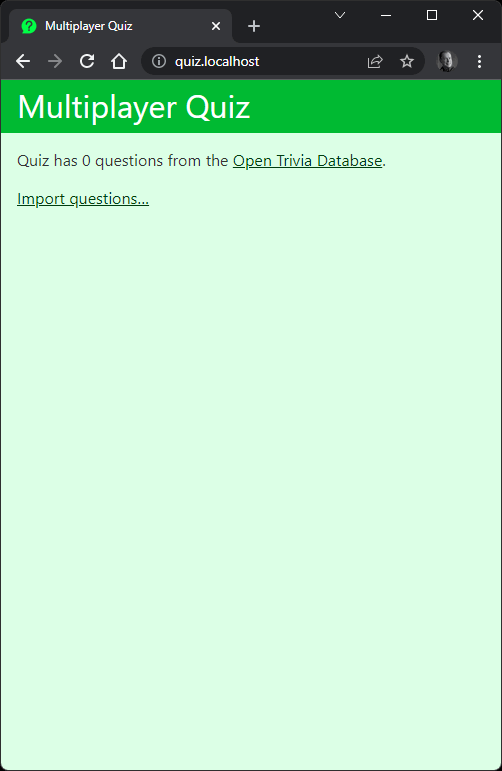 Multiplayer Quiz
quiz.localhost
Multiplayer Quiz
Quiz has 0 questions from the Open Trivia Database.
Import questions...